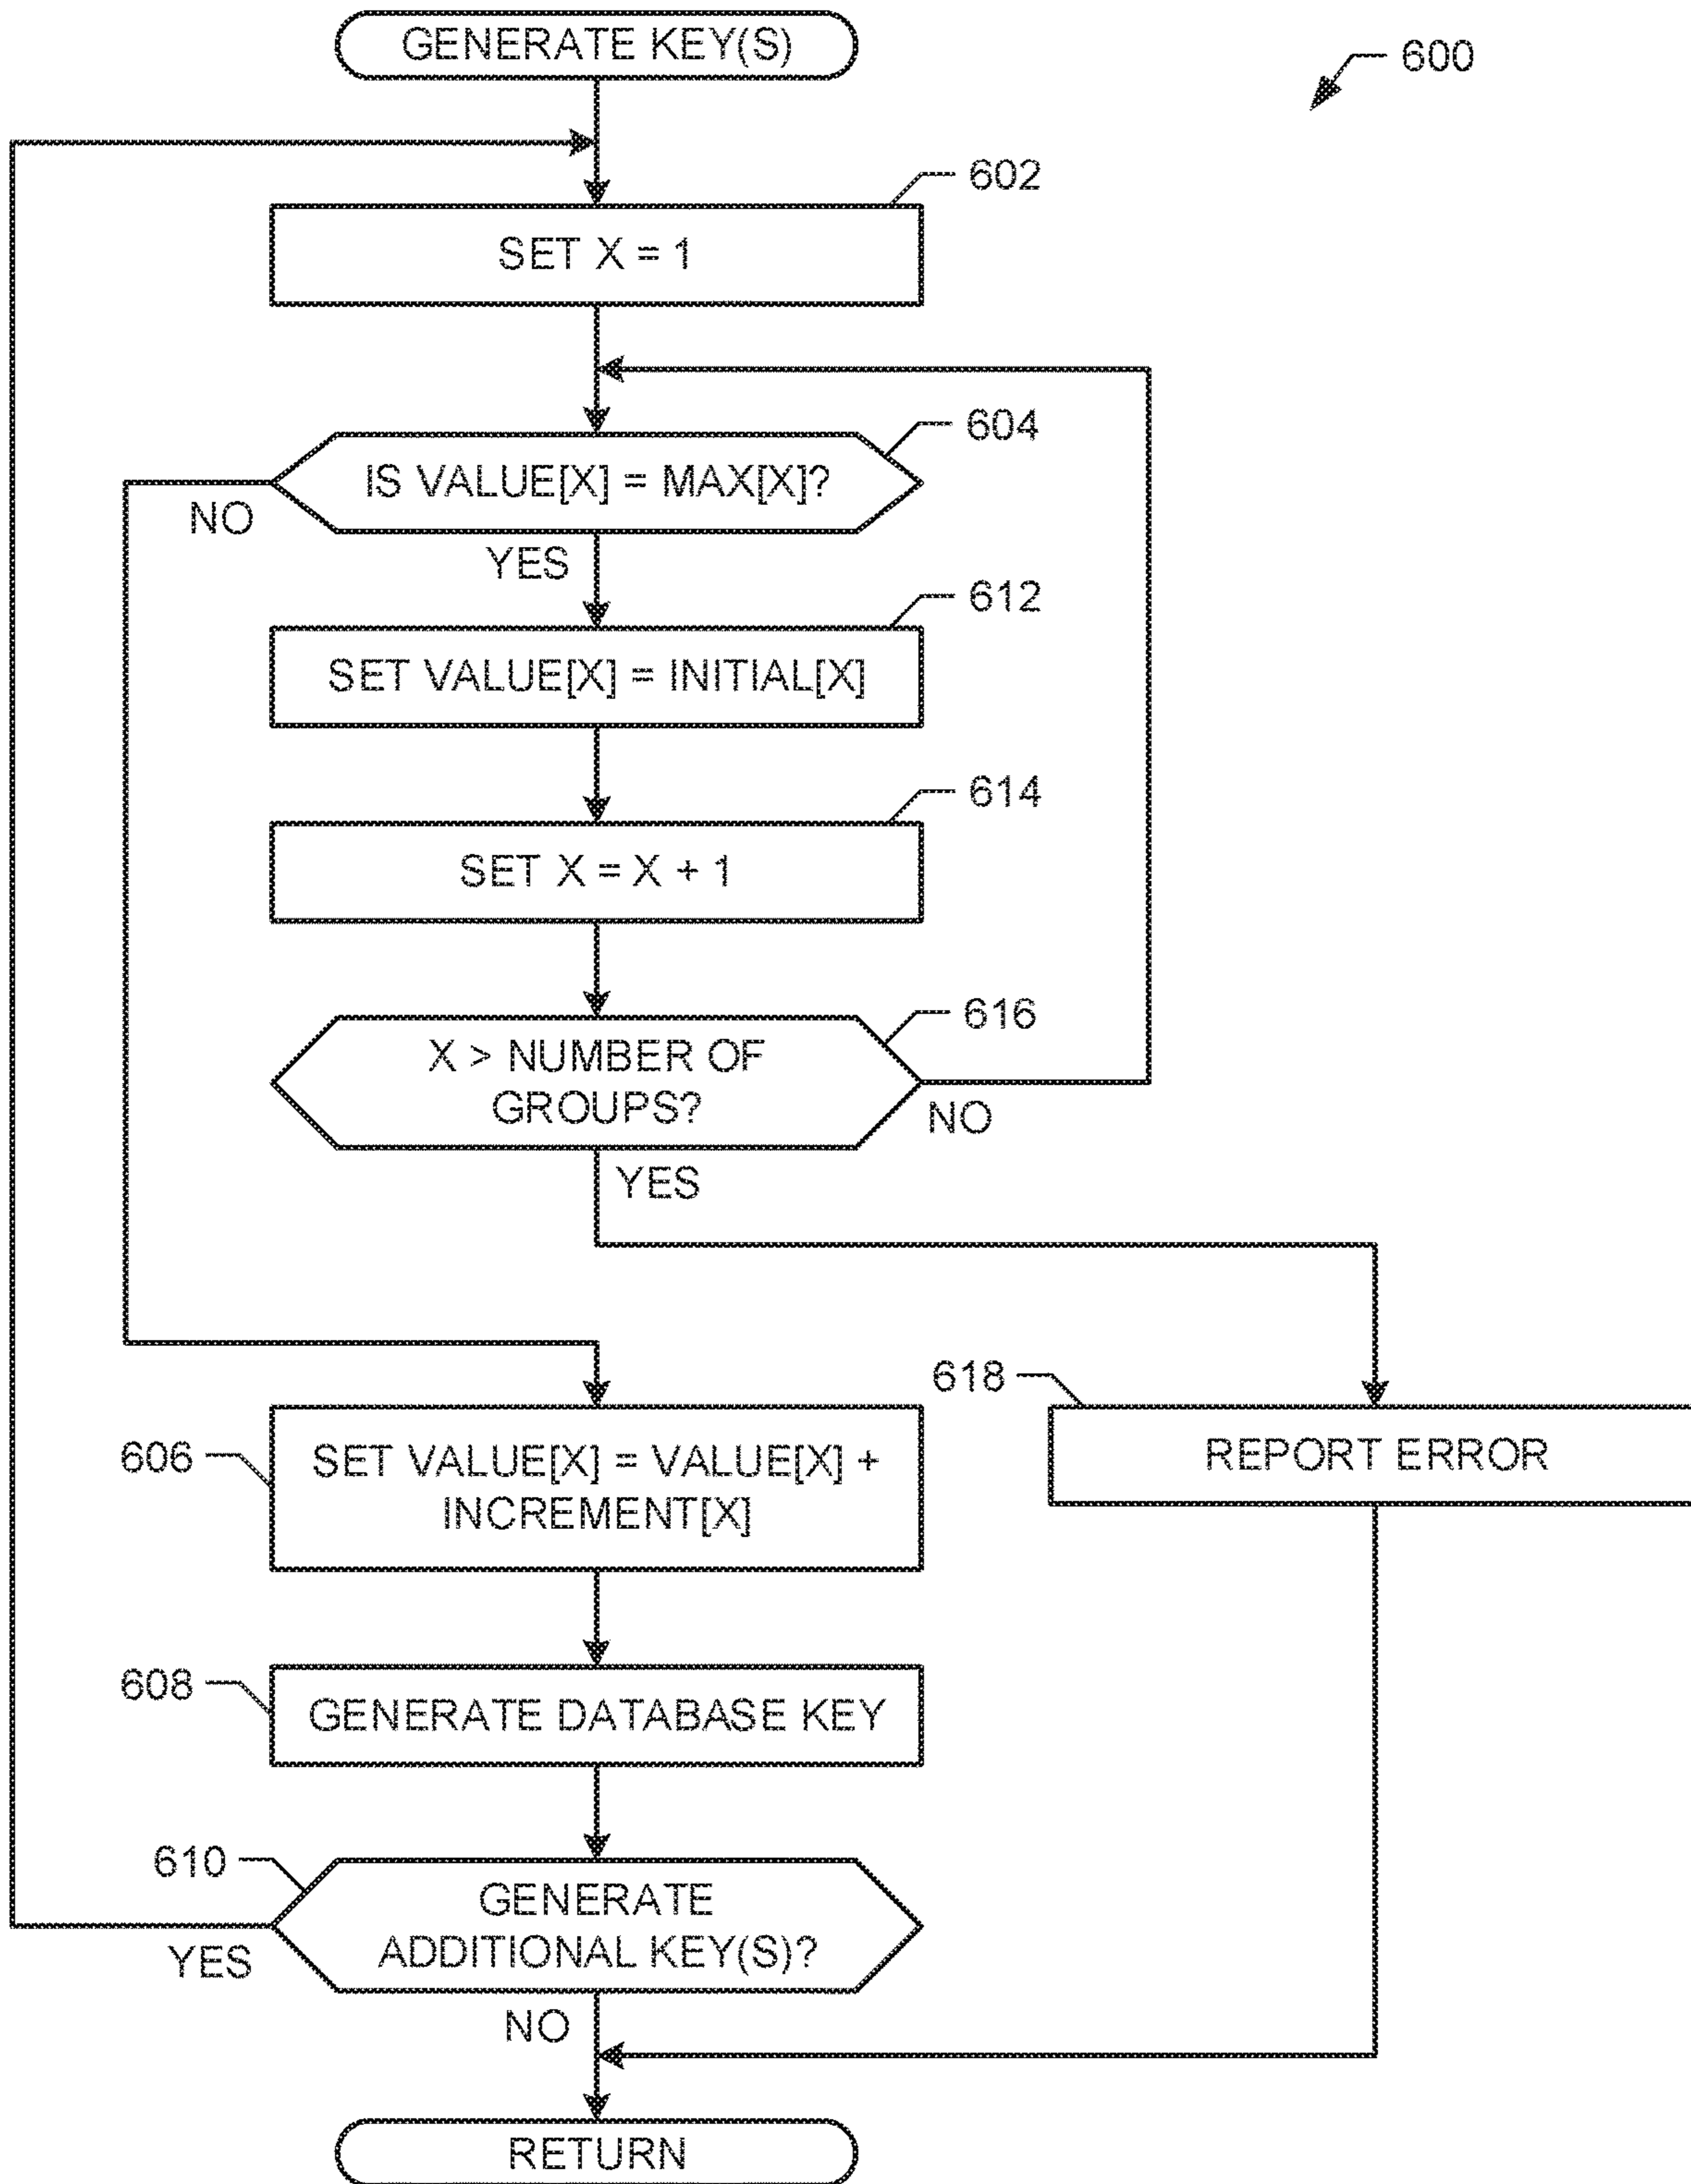 GENERATE KEY(S)
600
602
SET X = 1
604
IS VALUE[X] = MAX[X]?
NO
YES
612
SET VALUE[X] = INITIAL[X]
614
SET X = X + 1
616
X > NUMBER OF
GROUPS?
NO
YES
618
REPORT ERROR
606
SET VALUE[X] = VALUE[X] +
INCREMENT[X]
608
GENERATE DATABASE KEY
610
GENERATE
ADDITIONAL KEY(S)?
YES
NO
RETURN